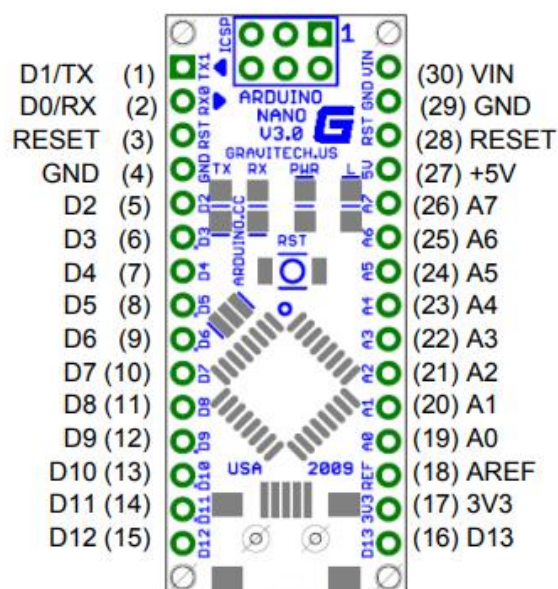 D1/TX (1)
D0/RX (2)
RESET (3)
GND (4)
D2 (5)
D3 (6)
D4 (7)
D5 (8)
D6 (9)
D7 (10)
D8 (11)
D9 (12)
D10 (13)
D11 (14)
D12 (15)
TX1
RX0
RST
GND
D2
D3
D4
D5
D6
D7
D8
D9
D10
D11
D12
ICSP
1
ARDUINO
NANO
V3.0
G
GRAVITECH.US
TX RX PWR L
ARDUINO.CC
RST
USA 2009
VIN
GND
RST
5V
A7
A6
A5
A4
A3
A2
A1
A0
REF
3V3
D13
(30) VIN
(29) GND
(28) RESET
(27) +5V
(26) A7
(25) A6
(24) A5
(23) A4
(22) A3
(21) A2
(20) A1
(19) A0
(18) AREF
(17) 3V3
(16) D13